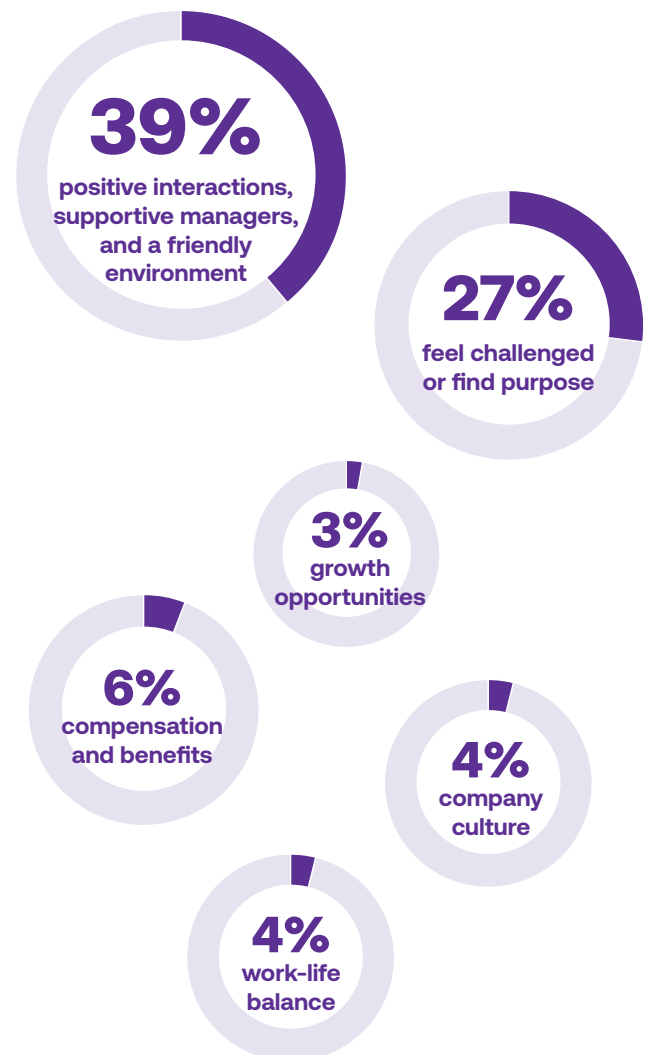 39%
positive interactions,
supportive managers,
and a friendly
environment
27%
feel challenged
or find purpose
3%
growth
opportunities
6%
compensation
and benefits
4%
company
culture
4%
work-life
balance